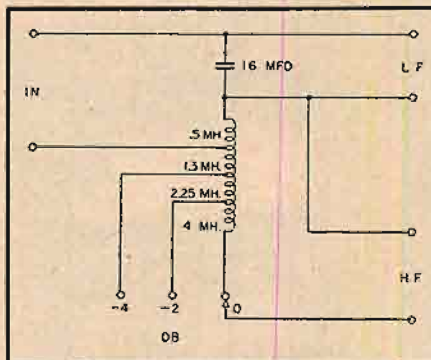 16 MFD
L F
IN
.5 MH.
1.3 MH.
2.25 MH.
4 MH.
-4
-2
0
H F
DB